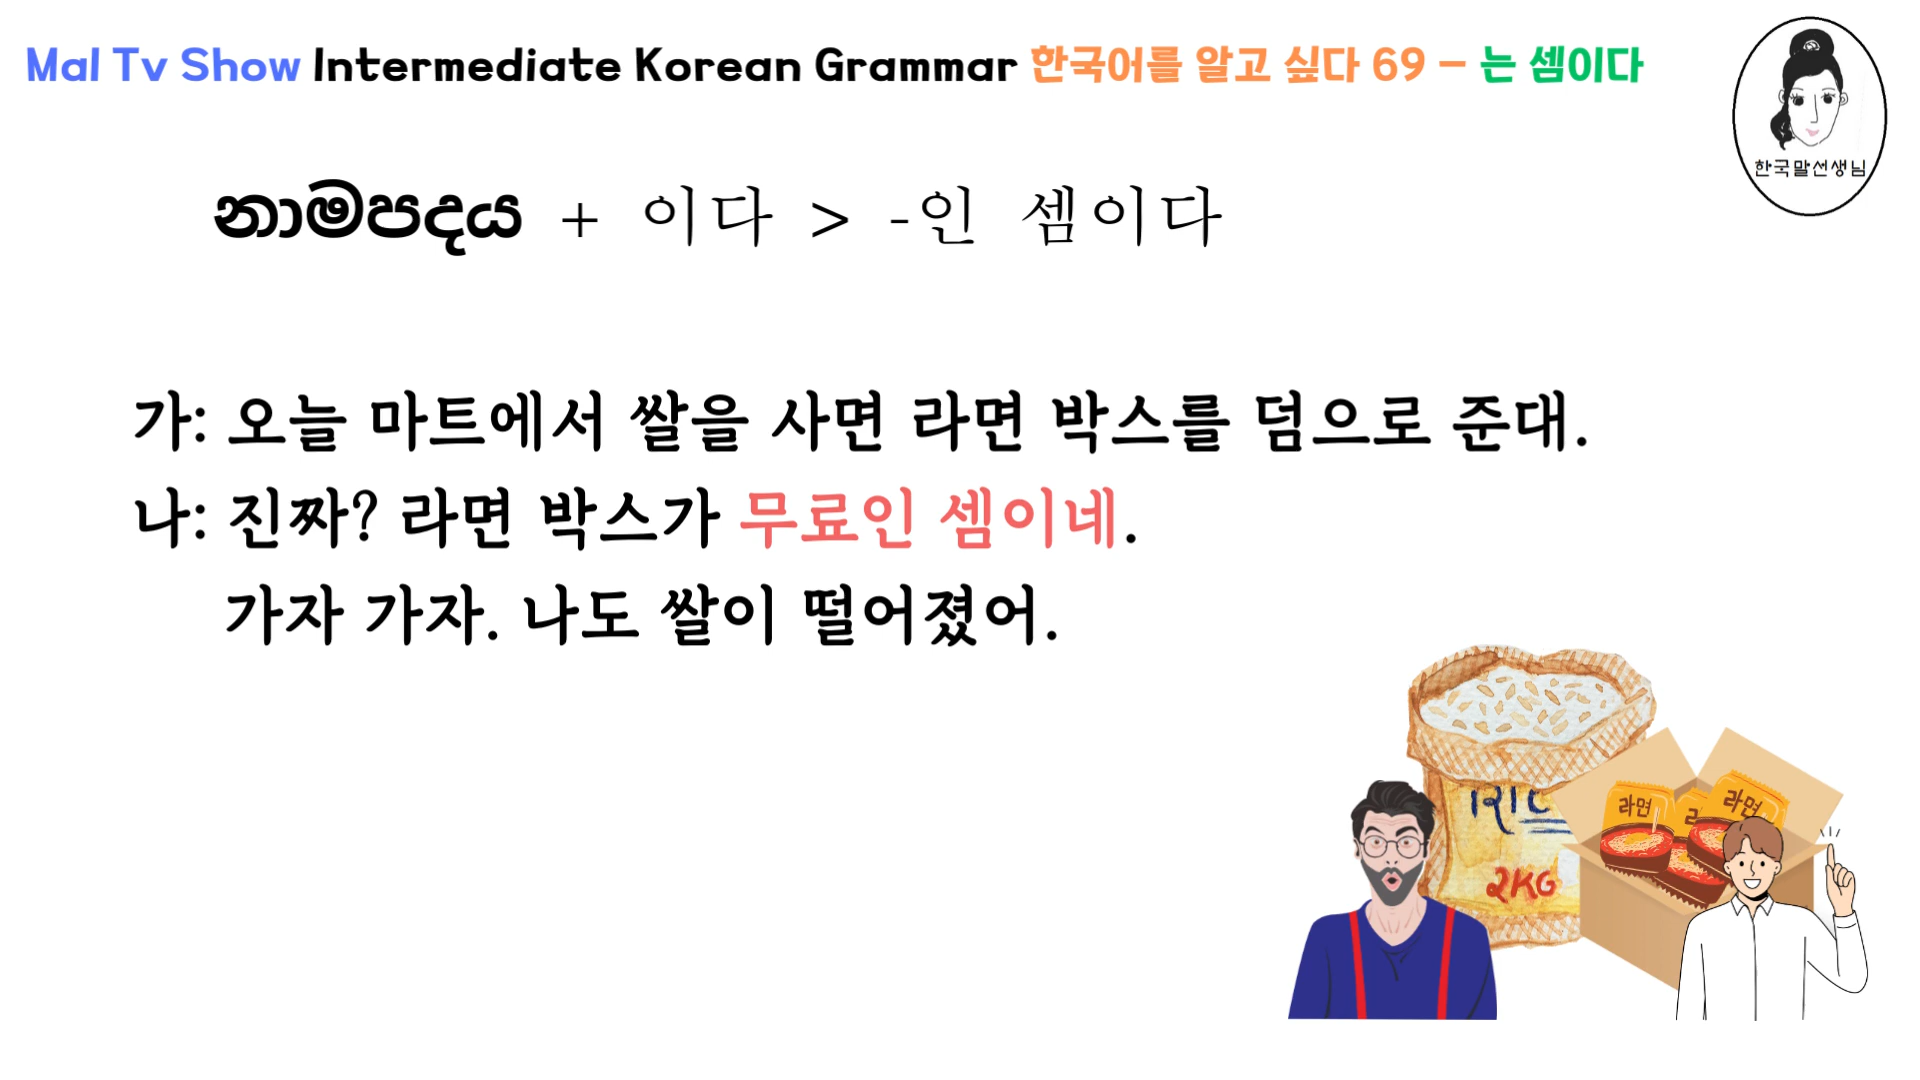 Mal Tv Show Intermediate Korean Grammar 한국어를 알고 싶다 69 – 는 셈이다
한국말선생님
නාමපදය + 이다 > -인 셈이다
가: 오늘 마트에서 쌀을 사면 라면 박스를 덤으로 준대.
나: 진짜? 라면 박스가 무료인 셈이네.
가자 가자. 나도 쌀이 떨어졌어.
라면
라면
2KG